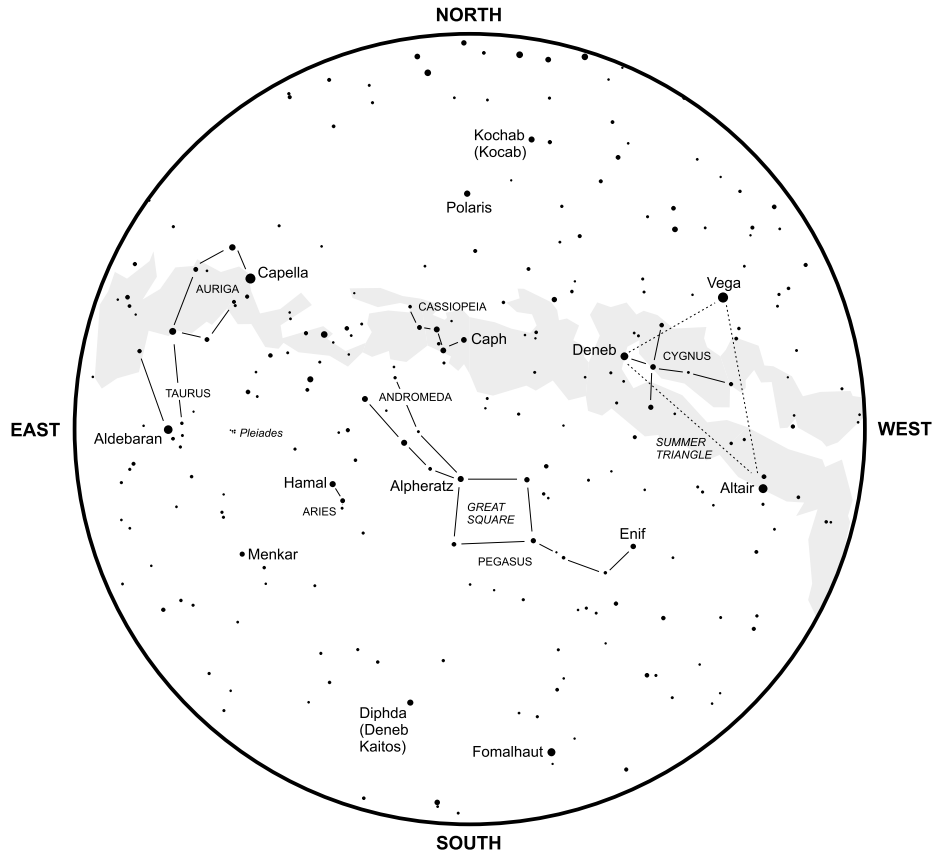 NORTH
Kochab
(Kocab)
Polaris
Capella
AURIGA
Vega
CASSIOPEIA
Caph
Deneb
CYGNUS
TAURUS
ANDROMEDA
EAST
WEST
Aldebaran
Pleiades
SUMMER
TRIANGLE
Hamal
Alpheratz
Altair
ARIES
GREAT
SQUARE
Enif
Menkar
PEGASUS
Diphda
(Deneb
Kaitos)
Fomalhaut
SOUTH